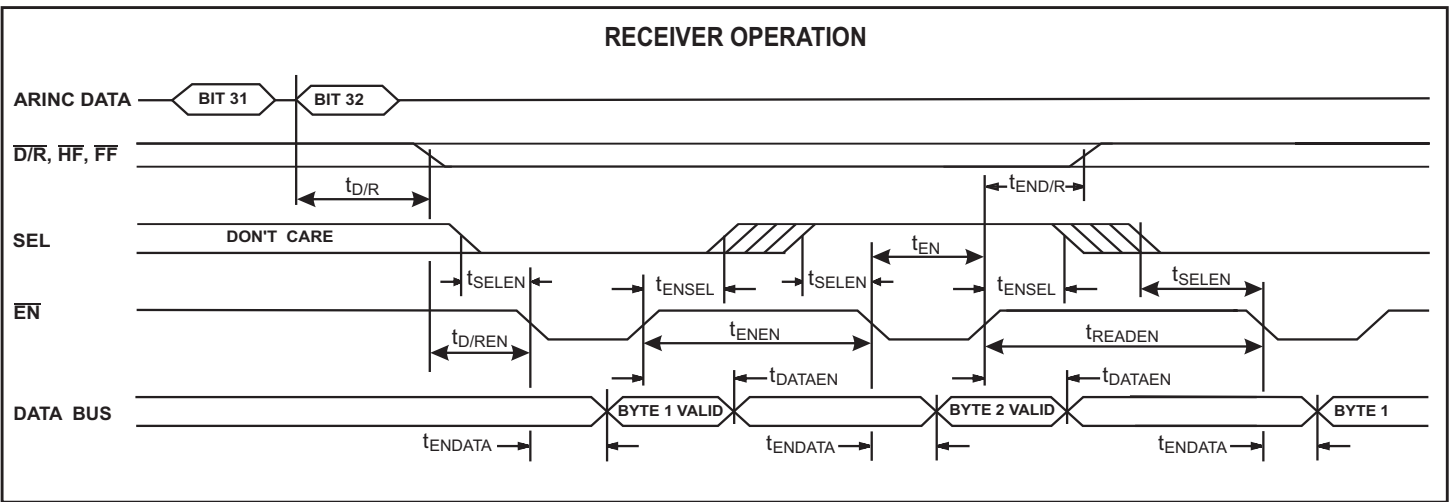 RECEIVER OPERATION
ARINC DATA
BIT 31
BIT 32
D/R, HF, FF
tD/R
tEND/R
SEL
DON'T CARE
tEN
tSELEN
tENSEL
tSELEN
tENSEL
tSELEN
EN
tD/REN
tENEN
tREADEN
tDATAEN
tDATAEN
DATA BUS
BYTE 1 VALID
BYTE 2 VALID
BYTE 1
tENDATA
tENDATA
tENDATA